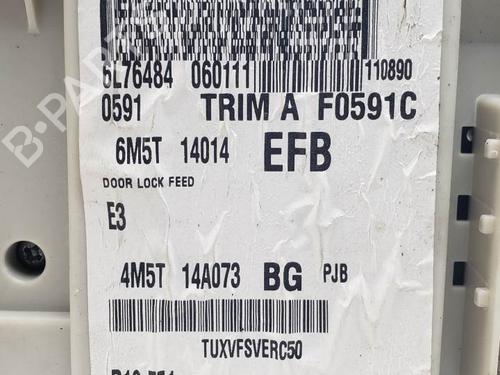 6L76484 060111 110890
0591 TRIM A F0591C
6M5T 14014 EFB
DOOR LOCK FEED
E3
4M5T 14A073 BG PJB
TUXVFSVERC50
B-PARTS